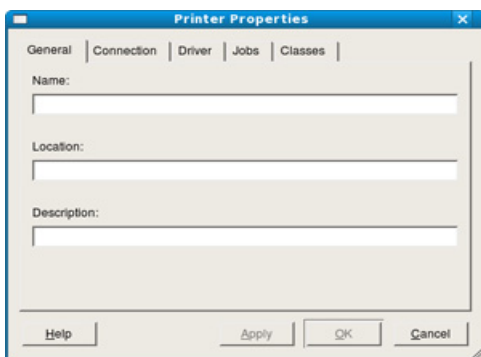 Printer Properties
General Connection Driver Jobs Classes
Name:
Location:
Description:
Help Apply OK Cancel